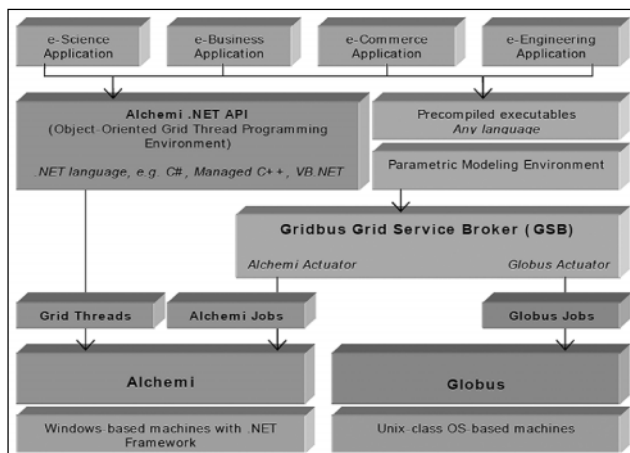 e-Science
Application
e-Business
Application
e-Commerce
Application
e-Engineering
Application
Alchemi .NET API
(Object-Oriented Grid Thread Programming
Environment)
.NET language, e.g. C#, Managed C++, VB.NET
Precompiled executables
Any language
Parametric Modeling Environment
Gridbus Grid Service Broker (GSB)
Alchemi Actuator
Globus Actuator
Grid Threads
Alchemi Jobs
Globus Jobs
Alchemi
Globus
Windows-based machines with .NET
Framework
Unix-class OS-based machines